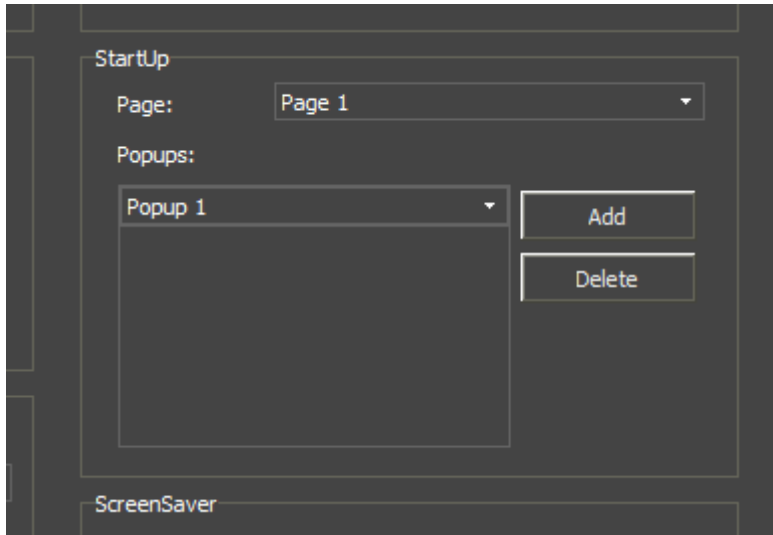 StartUp
Page: Page 1
Popups:
Popup 1
Add
Delete
ScreenSaver